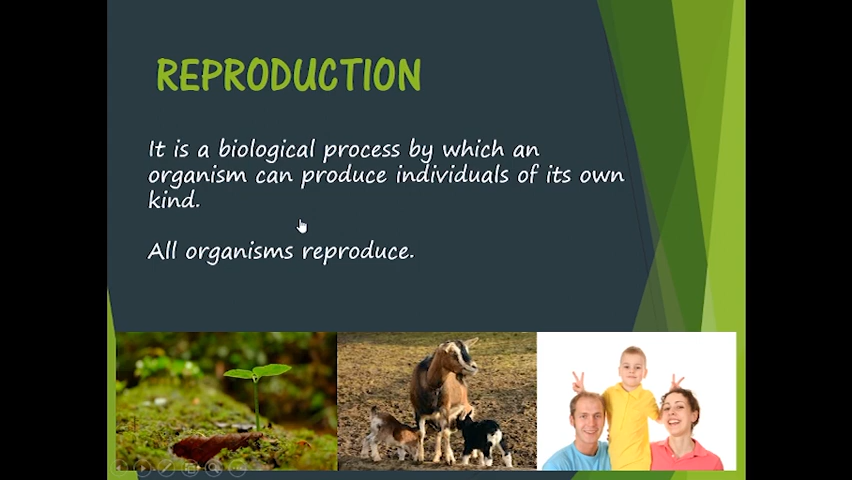 REPRODUCTION
It is a biological process by which an
organism can produce individuals of its own
kind.
All organisms reproduce.